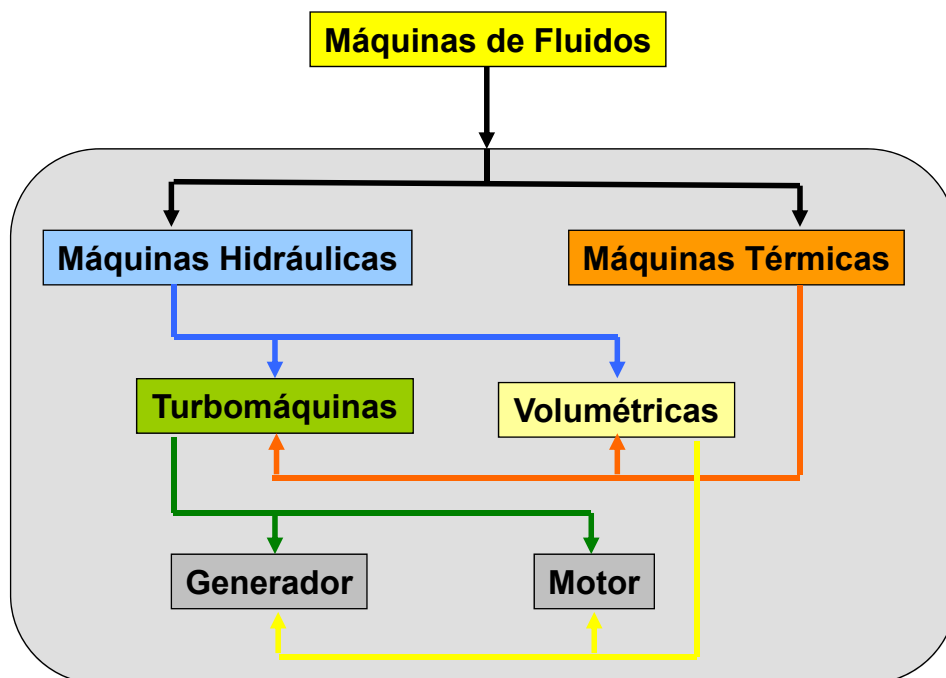 Máquinas de Fluidos
Máquinas Hidráulicas
Máquinas Térmicas
Turbomáquinas
Volumétricas
Generador
Motor